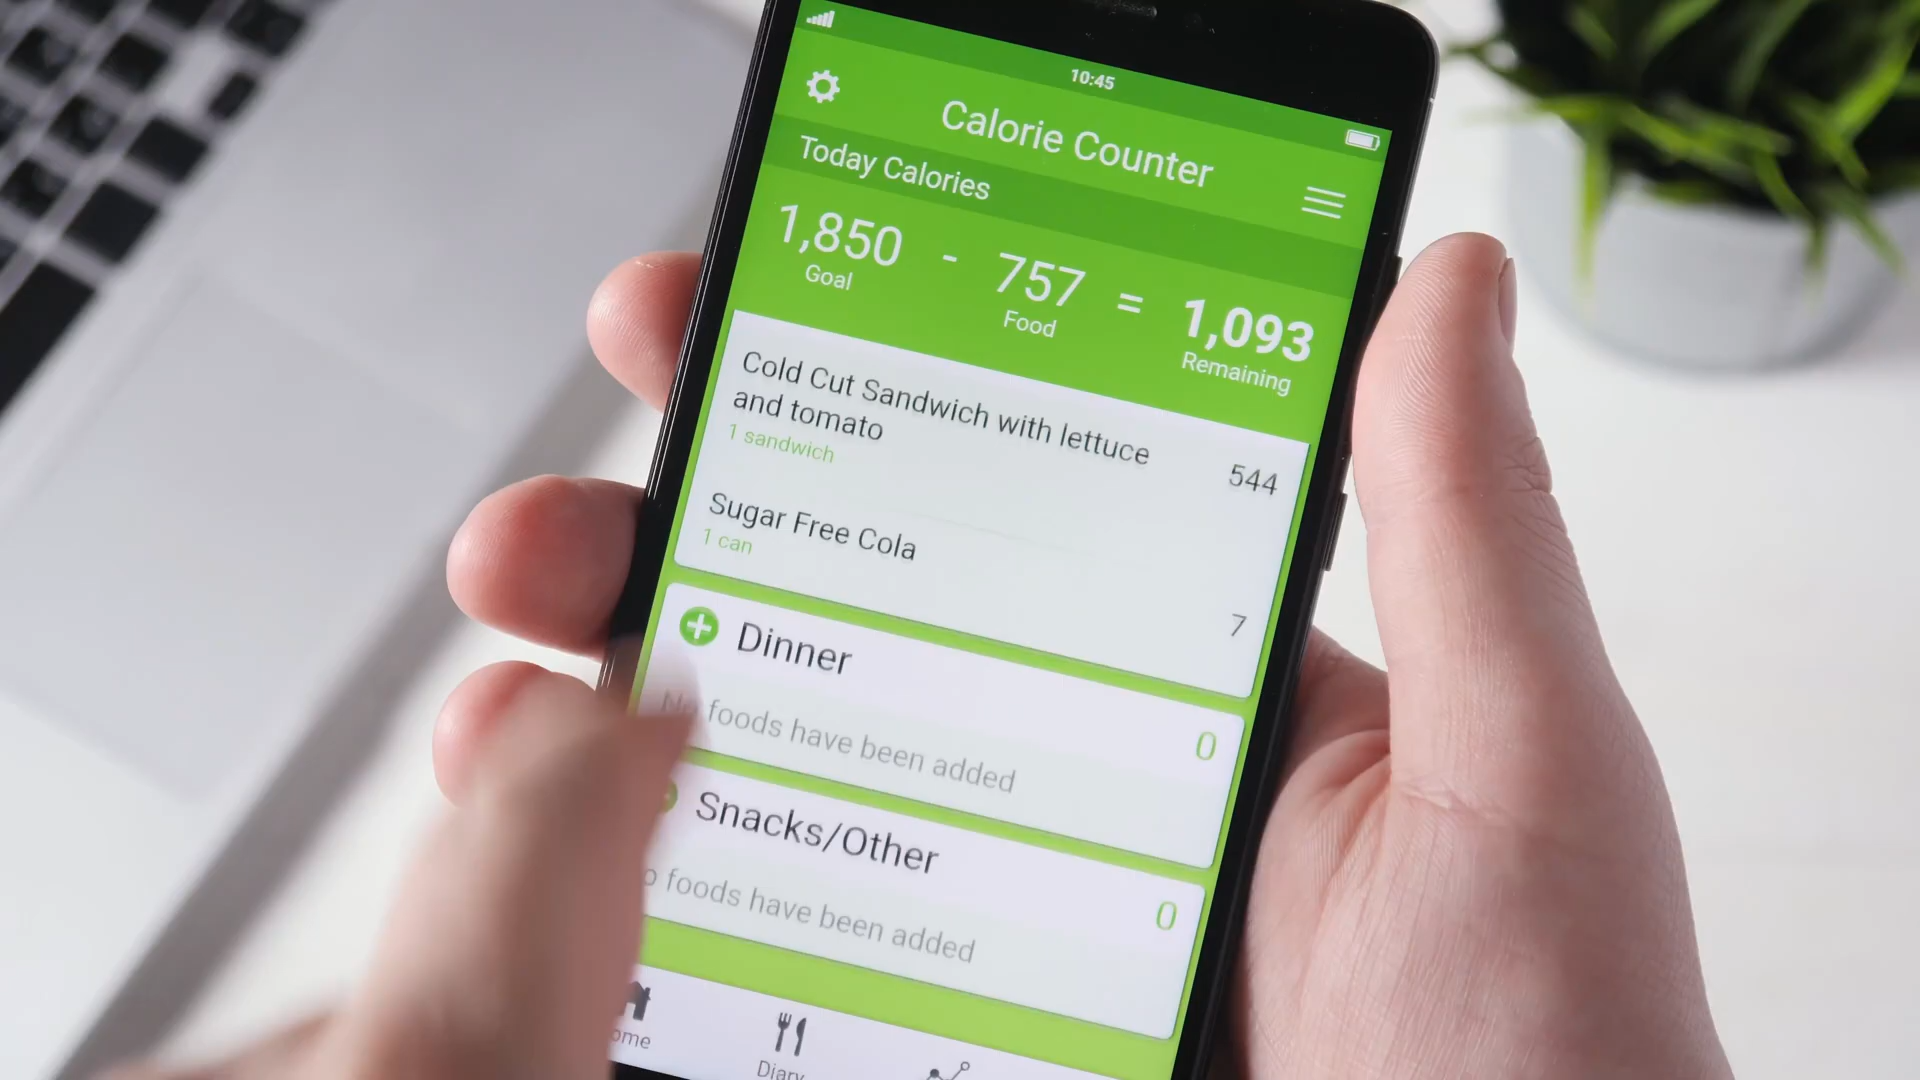 10:45
Calorie Counter
Today Calories
1,850 - 757 = 1,093
Goal Food Remaining
Cold Cut Sandwich with lettuce
and tomato
1 sandwich
544
Sugar Free Cola
1 can
7
Dinner
No foods have been added
0
Snacks/Other
foods have been added
0
Diary